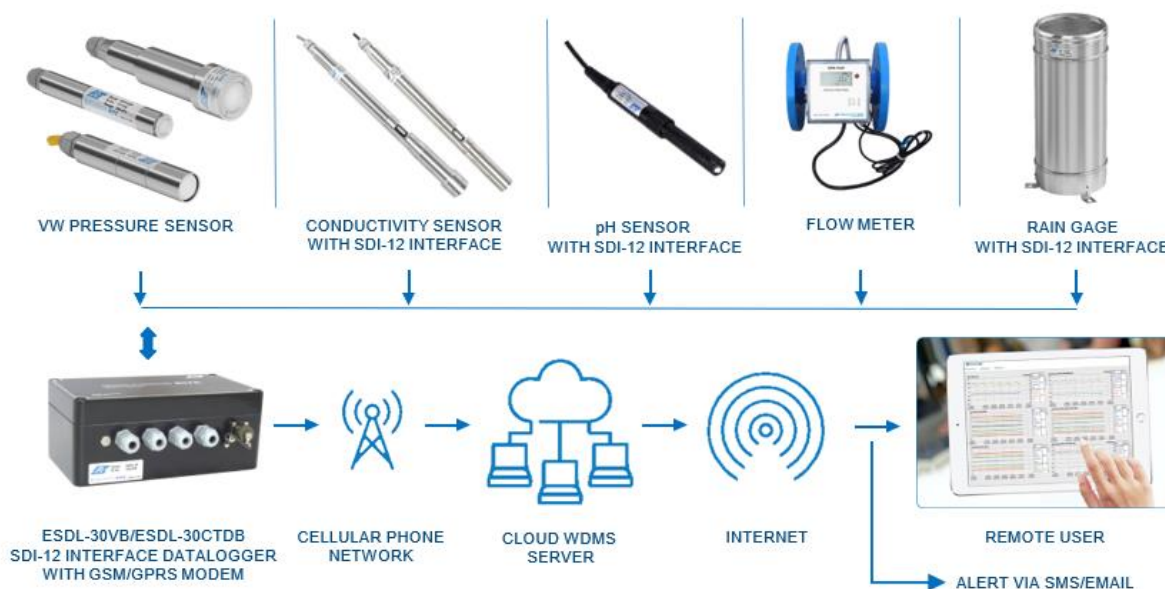 VW PRESSURE SENSOR
CONDUCTIVITY SENSOR
WITH SDI-12 INTERFACE
pH SENSOR
WITH SDI-12 INTERFACE
FLOW METER
RAIN GAGE
WITH SDI-12 INTERFACE
ESDL-30VB/ESDL-30CTDB
SDI-12 INTERFACE DATALOGGER
WITH GSM/GPRS MODEM
CELLULAR PHONE
NETWORK
CLOUD WDMS
SERVER
INTERNET
REMOTE USER
ALERT VIA SMS/EMAIL